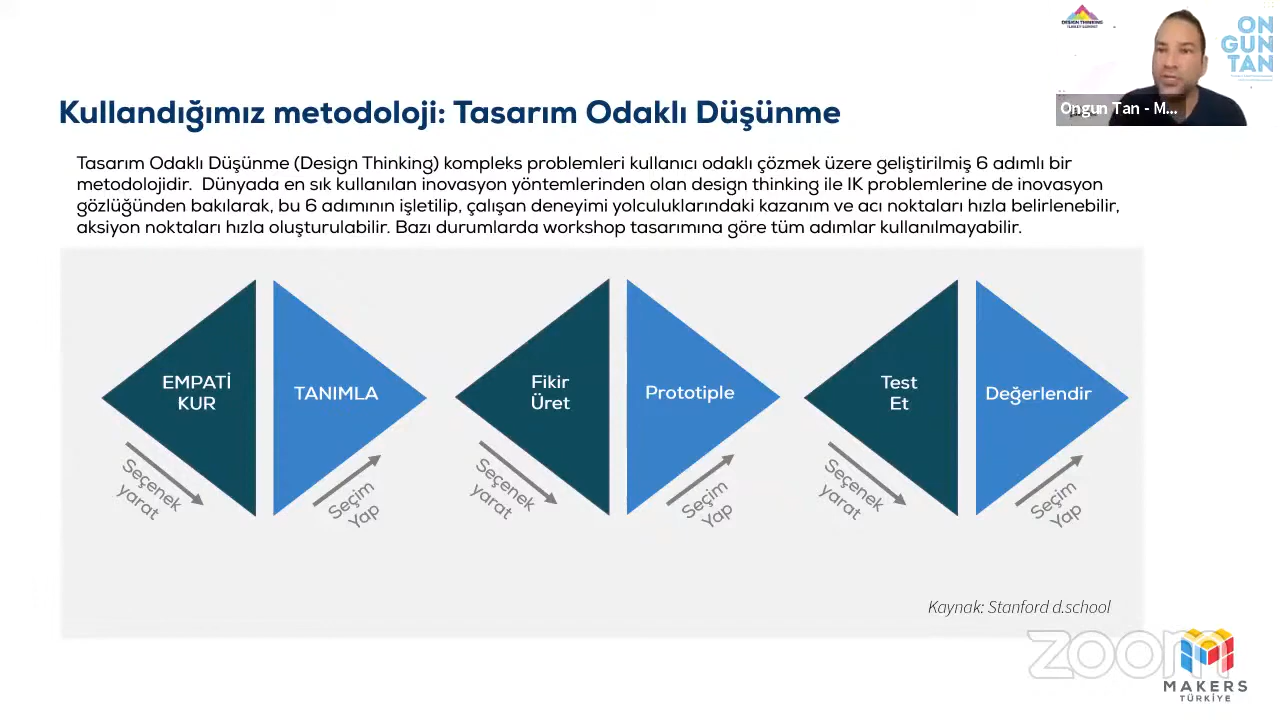 DESIGN THINKING
ON
GUN
TAN
Ongun Tan - M...
Kullandığımız metodoloji: Tasarım Odaklı Düşünme
Tasarım Odaklı Düşünme (Design Thinking) kompleks problemleri kullanıcı odaklı çözmek üzere geliştirilmiş 6 adımlı bir
metodolojidir. Dünyada en sık kullanılan inovasyon yöntemlerinden olan design thinking ile IK problemlerine de inovasyon
gözlüğünden bakılarak, bu 6 adımının işletilip, çalışan deneyimi yolculuklarındaki kazanım ve acı noktaları hızla belirlenebilir,
aksiyon noktaları hızla oluşturulabilir. Bazı durumlarda workshop tasarımına göre tüm adımlar kullanılmayabilir.
EMPATİ
KUR
TANIMLA
Fikir
Üret
Prototiple
Test
Et
Değerlendir
Seçenek
yarat
Seçim
Yap
Seçenek
yarat
Seçim
Yap
Seçenek
yarat
Seçim
Yap
Kaynak: Stanford d.school
zoom
MAKERS
TÜRKİYE